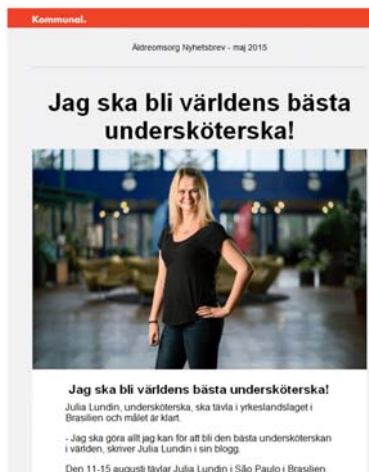 Kommunal.
Äldreomsorg Nyhetsbrev - maj 2015
Jag ska bli världens bästa
undersköterska!
Jag ska bli världens bästa undersköterska!
Julia Lundin, undersköterska, ska tävla i yrkeslandslaget i
Brasilien och målet är klart.
- Jag ska göra allt jag kan för att bli den bästa undersköterskan
i världen, skriver Julia Lundin i sin blogg.
Den 11-15 augusti tävlar Julia Lundin i São Paulo i Brasilien